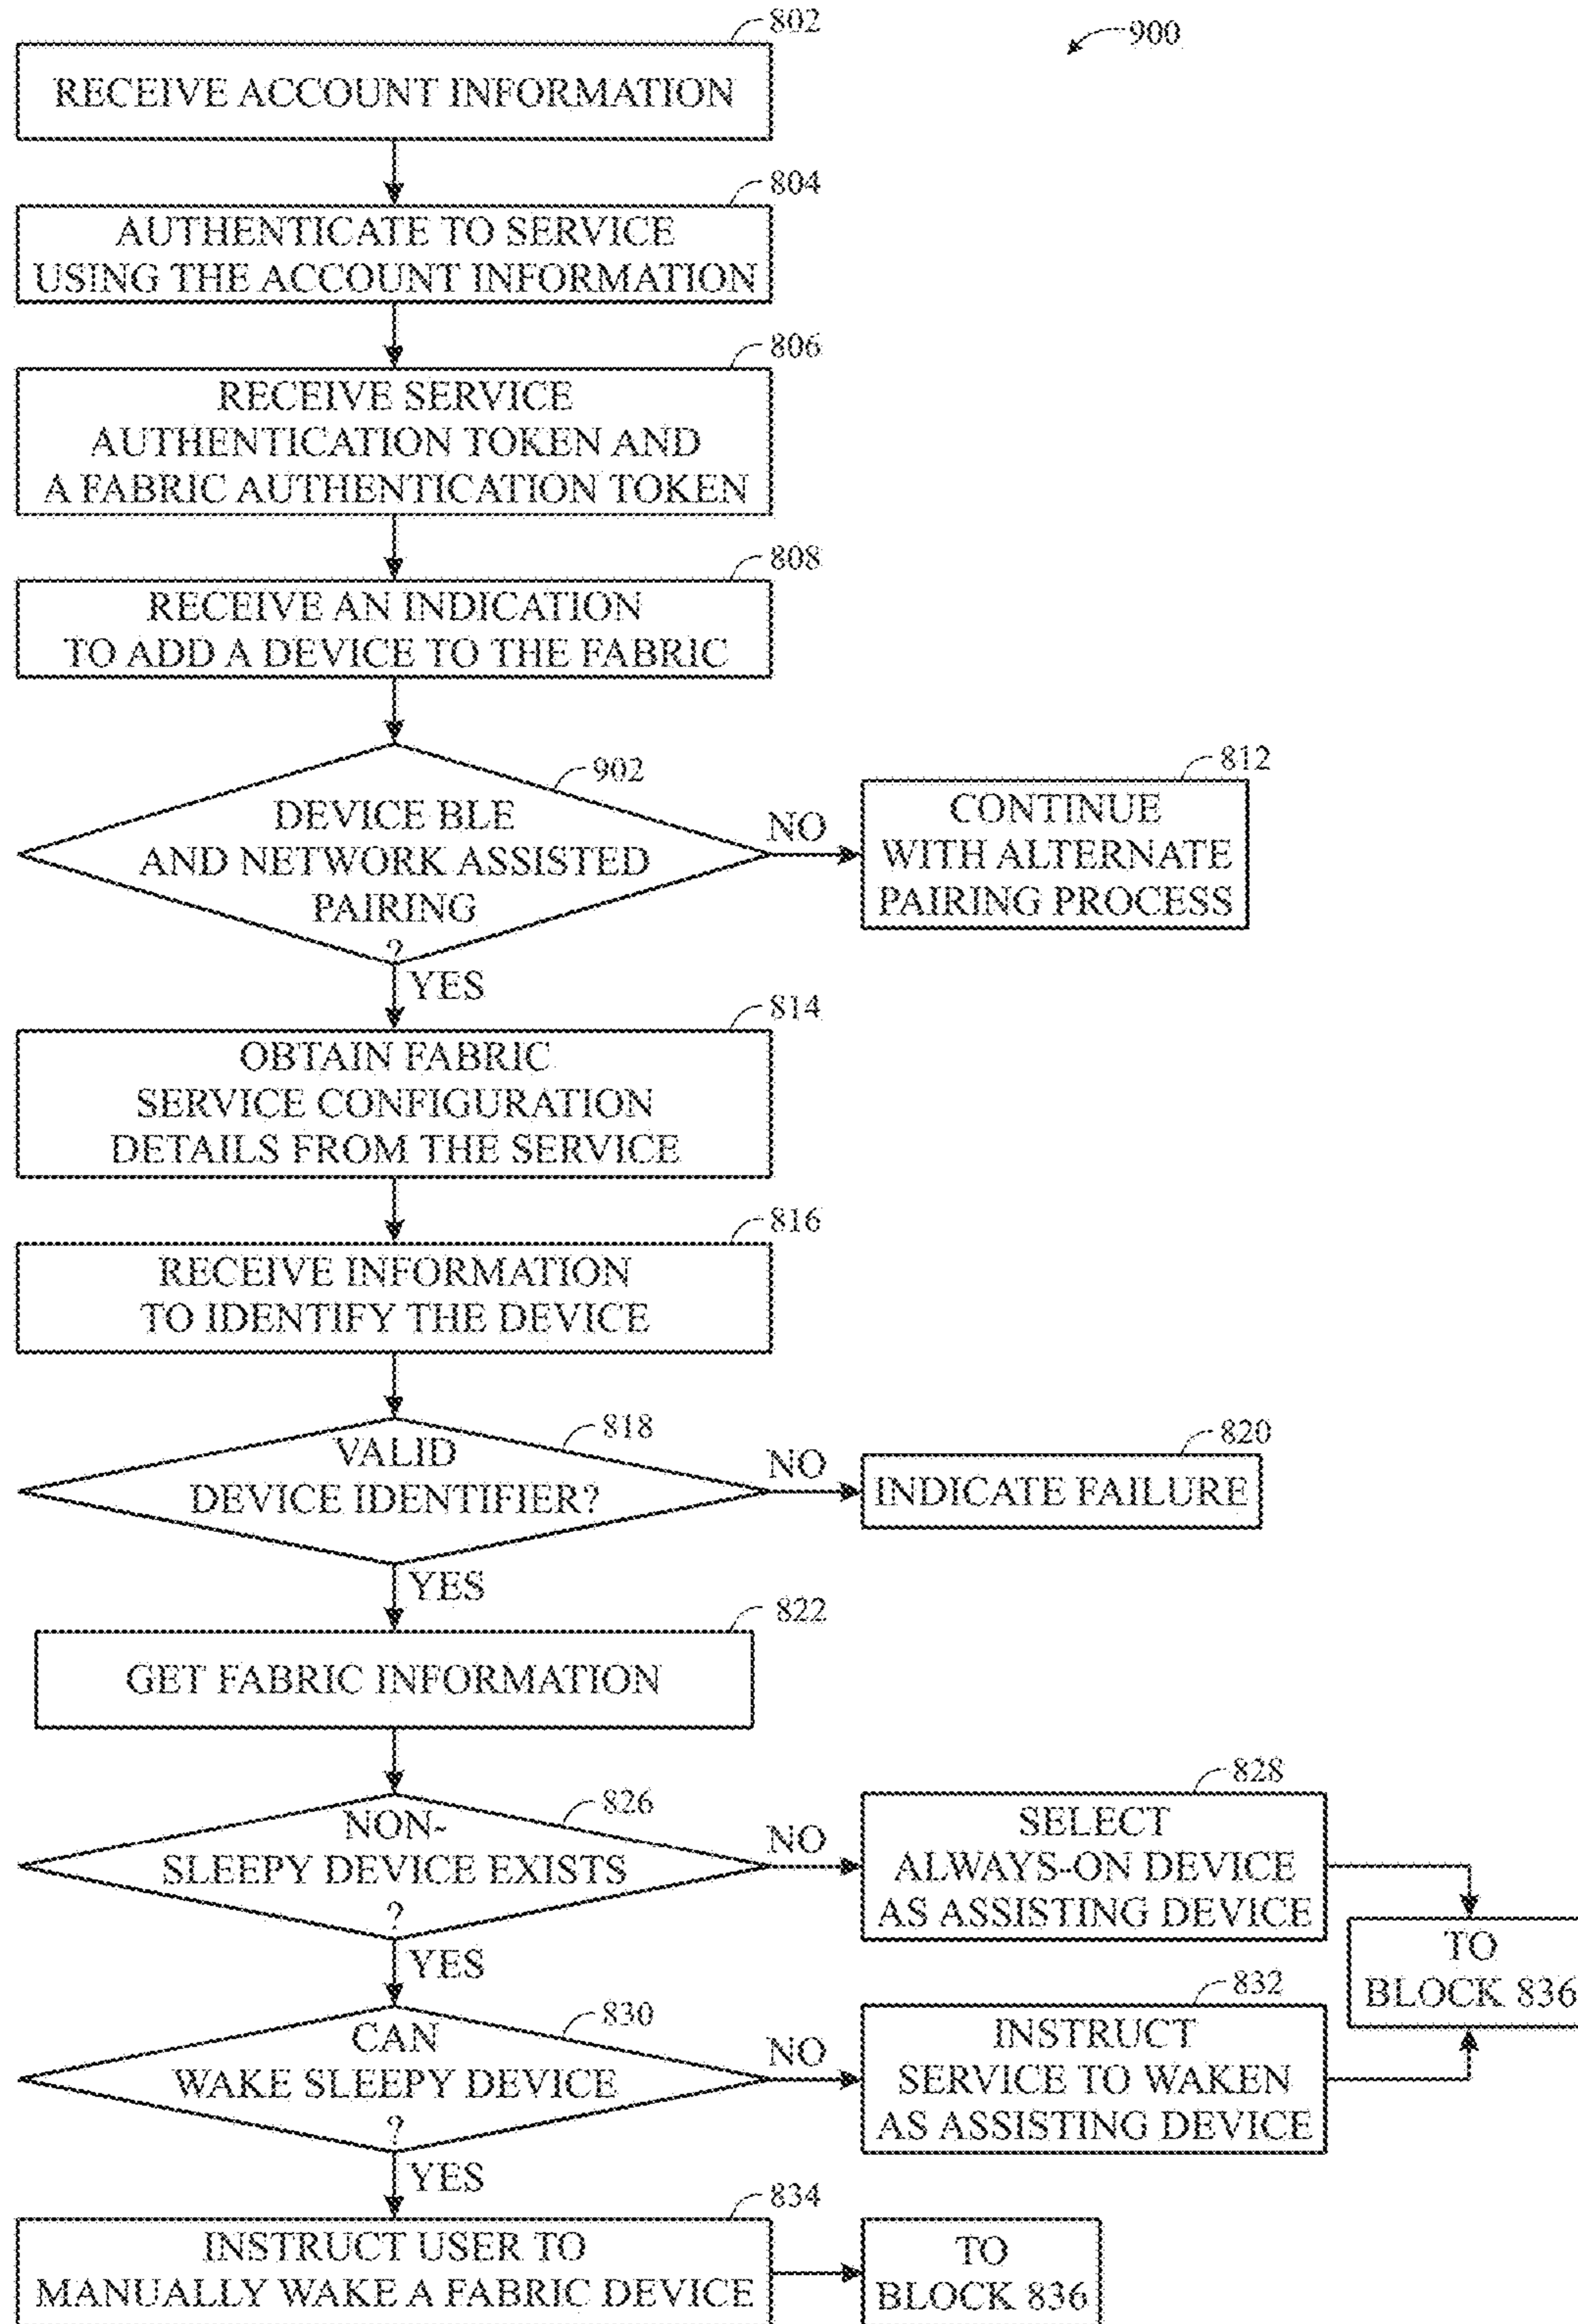 802
900
RECEIVE ACCOUNT INFORMATION
804
AUTHENTICATE TO SERVICE
USING THE ACCOUNT INFORMATION
806
RECEIVE SERVICE
AUTHENTICATION TOKEN AND
A FABRIC AUTHENTICATION TOKEN
808
RECEIVE AN INDICATION
TO ADD A DEVICE TO THE FABRIC
902
DEVICE BLE
AND NETWORK ASSISTED
PAIRING
?
NO
812
CONTINUE
WITH ALTERNATE
PAIRING PROCESS
YES
814
OBTAIN FABRIC
SERVICE CONFIGURATION
DETAILS FROM THE SERVICE
816
RECEIVE INFORMATION
TO IDENTIFY THE DEVICE
818
VALID
DEVICE IDENTIFIER?
NO
820
INDICATE FAILURE
YES
822
GET FABRIC INFORMATION
826
NON-
SLEEPY DEVICE EXISTS
?
NO
828
SELECT
ALWAYS-ON DEVICE
AS ASSISTING DEVICE
TO
BLOCK 836
YES
830
CAN
WAKE SLEEPY DEVICE
?
NO
832
INSTRUCT
SERVICE TO WAKEN
AS ASSISTING DEVICE
YES
834
INSTRUCT USER TO
MANUALLY WAKE A FABRIC DEVICE
TO
BLOCK 836